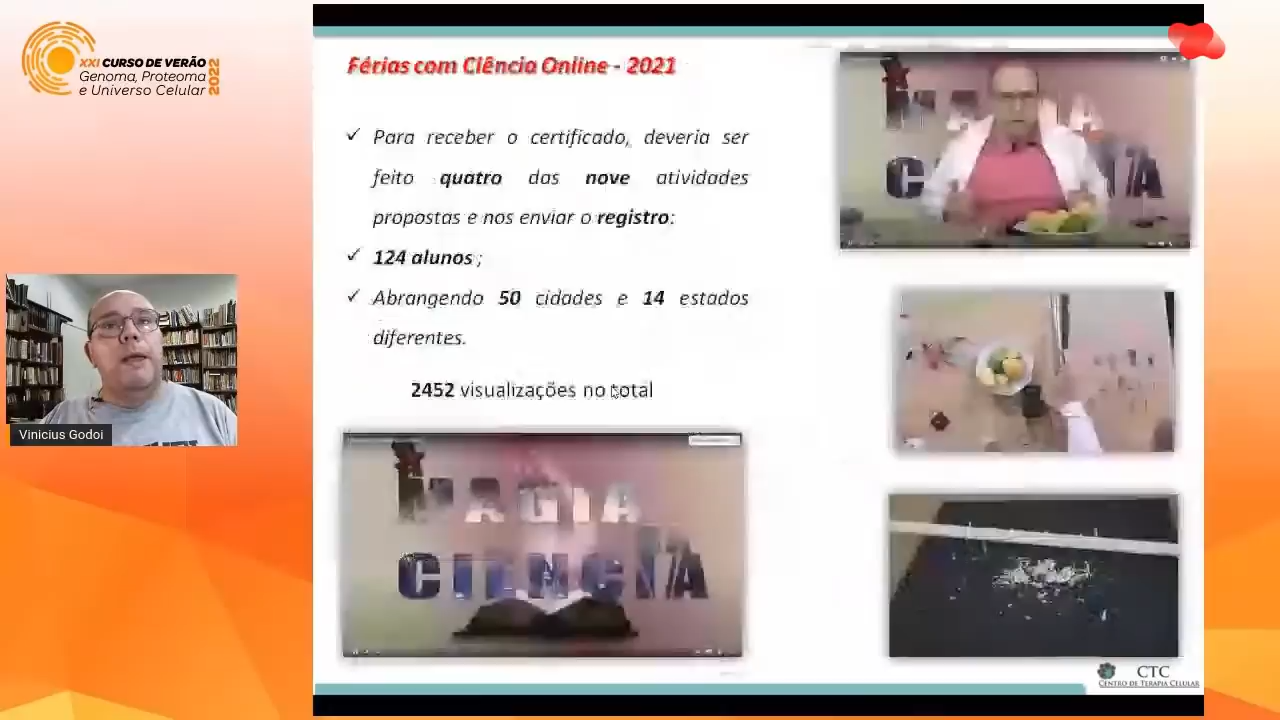 XXI CURSO DE VERÃO
Genoma, Proteoma
e Universo Celular
2022
Férias com Ciência Online - 2021
✓ Para receber o certificado, deveria ser
feito quatro das nove atividades
propostas e nos enviar o registro:
✓ 124 alunos ;
✓ Abrangendo 50 cidades e 14 estados
diferentes.
2452 visualizações no total
Vinicius Godoi
MAGIA
CIÊNCIA
CTC
CENTRO DE TERAPIA CELULAR